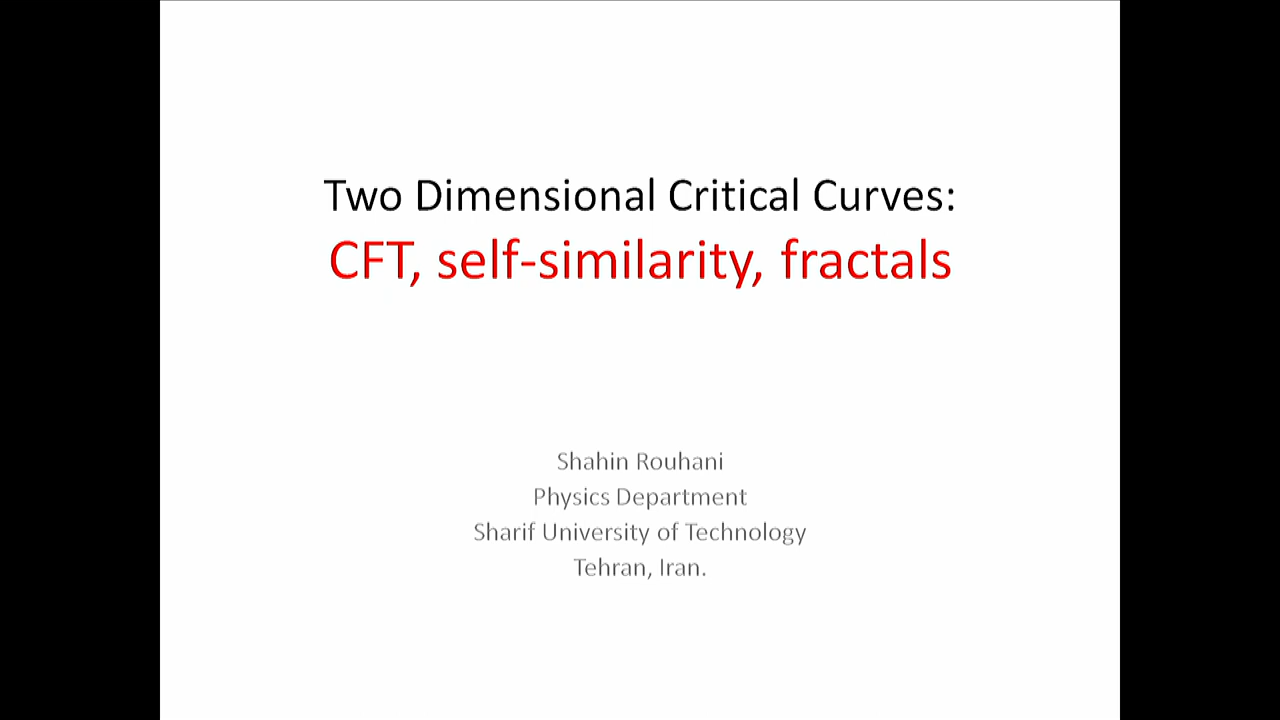 Two Dimensional Critical Curves:
CFT, self-similarity, fractals
Shahin Rouhani
Physics Department
Sharif University of Technology
Tehran, Iran.